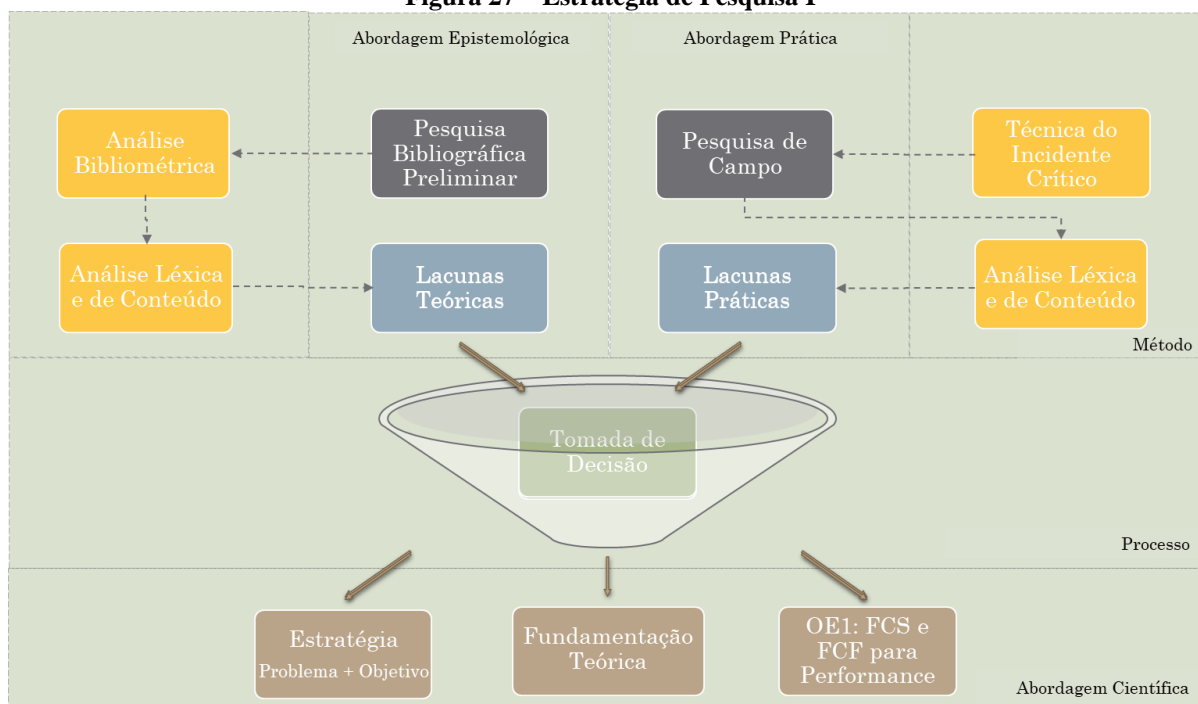 Figura 27 – Estratégia de Pesquisa I
Abordagem Epistemológica
Abordagem Prática
Análise
Bibliométrica
Pesquisa
Bibliográfica
Preliminar
Pesquisa de
Campo
Técnica do
Incidente
Crítico
Análise Léxica
e de Conteúdo
Lacunas
Teóricas
Lacunas
Práticas
Análise Léxica
e de Conteúdo
Método
Tomada de
Decisão
Processo
Estratégia
Problema + Objetivo
Fundamentação
Teórica
OE1: FCS e
FCF para
Performance
Abordagem Científica